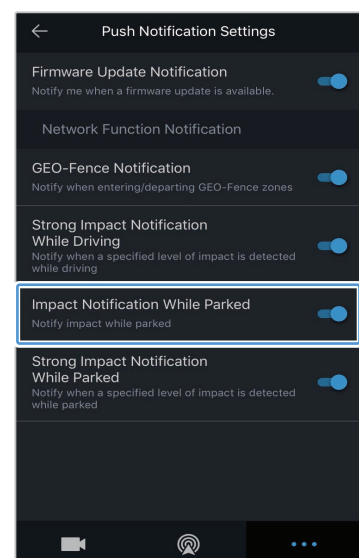 Push Notification Settings
Firmware Update Notification
Notify me when a firmware update is available.
Network Function Notification
GEO-Fence Notification
Notify when entering/departing GEO-Fence zones
Strong Impact Notification
While Driving
Notify when a specified level of impact is detected
while driving
Impact Notification While Parked
Notify impact while parked
Strong Impact Notification
While Parked
Notify when a specified level of impact is detected
while parked